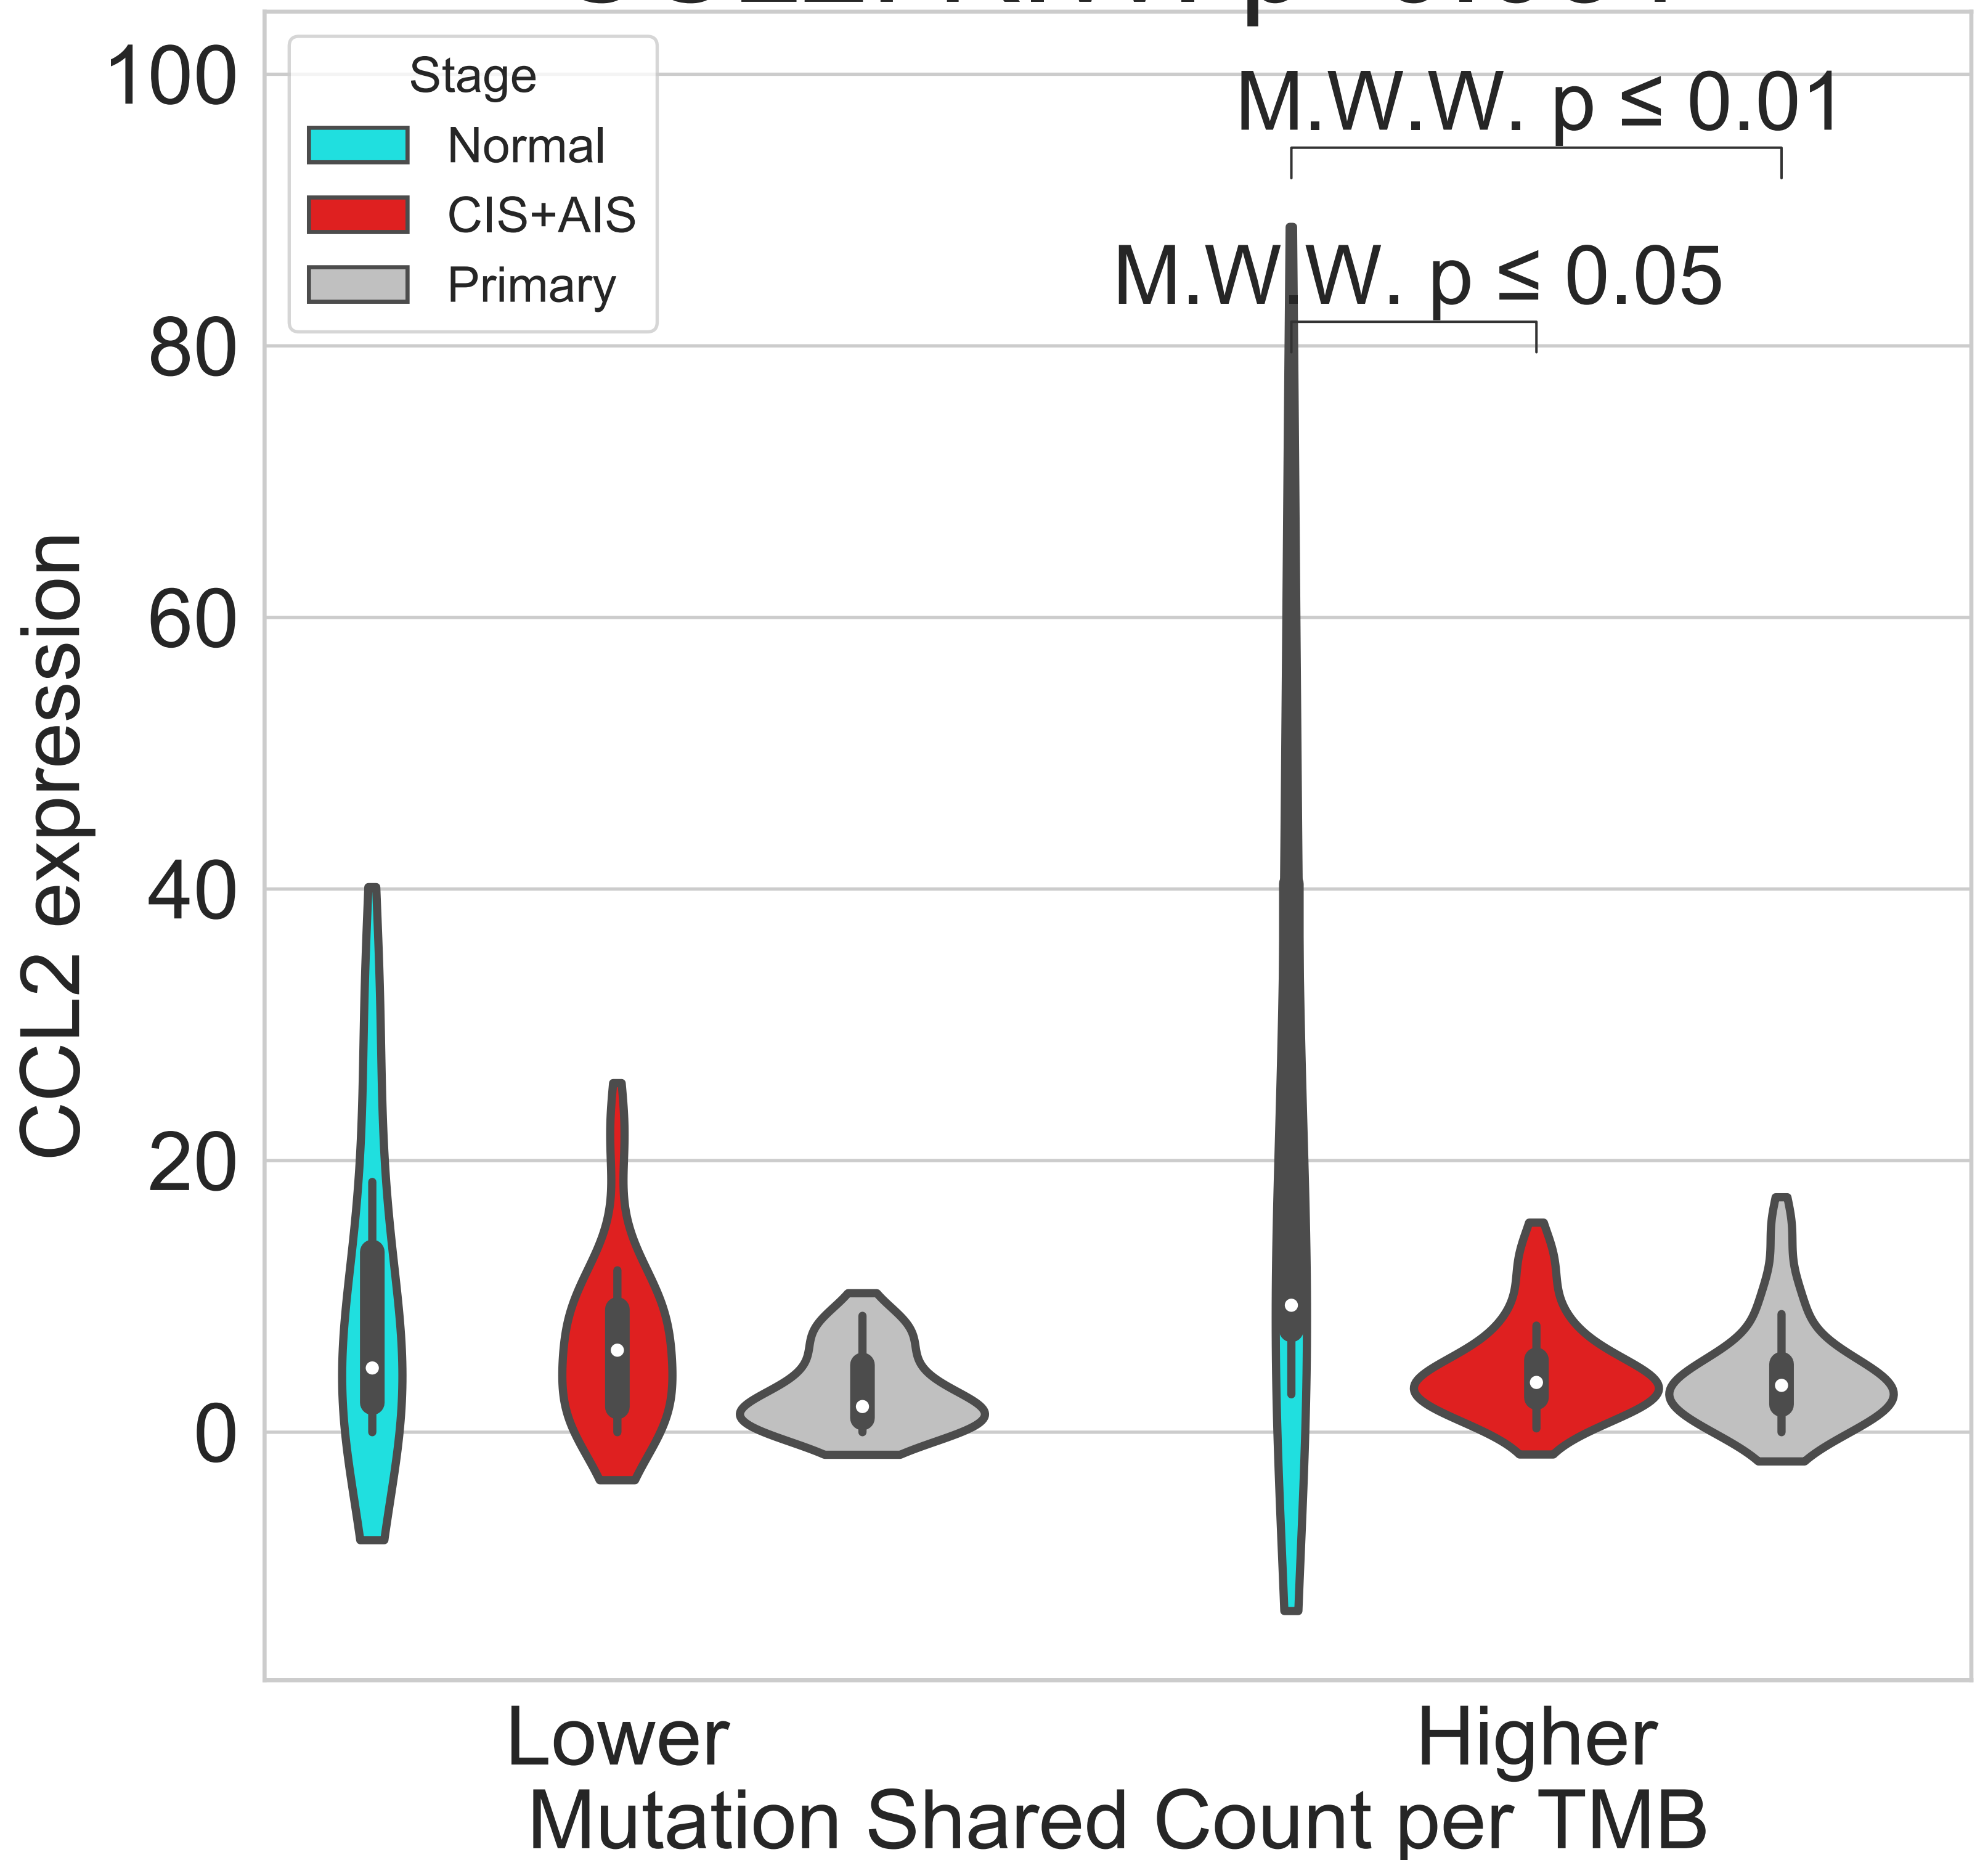 Stage
Normal
CIS+AIS
Primary
M.W.W. p ≤ 0.01
M.W.W. p ≤ 0.05
100
80
60
40
20
0
CCL2 expression
Lower
Higher
Mutation Shared Count per TMB